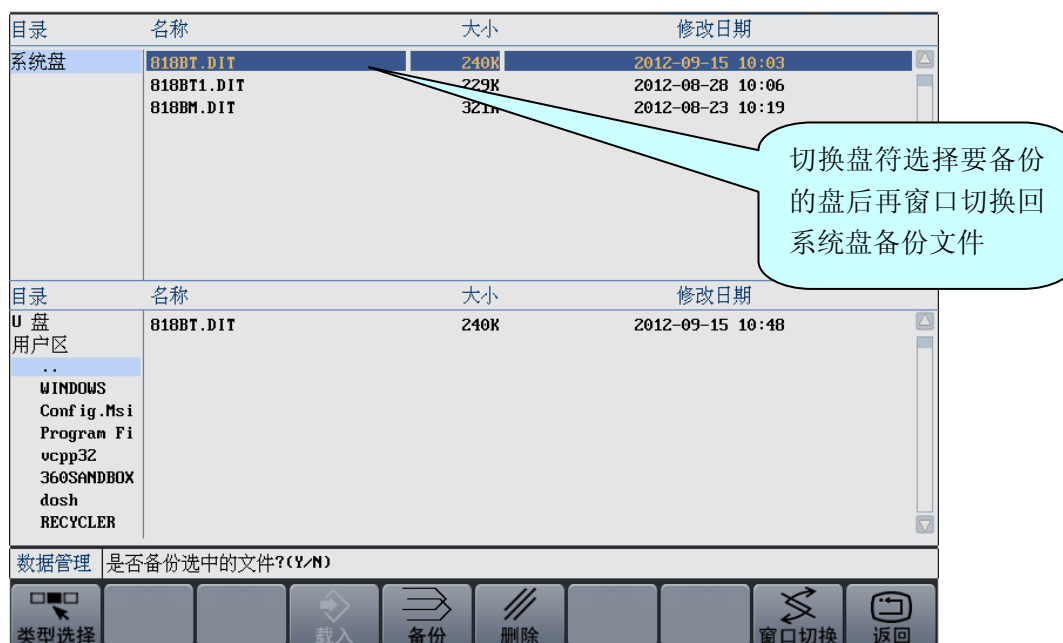 目录 名称 大小 修改日期
系统盘 818BT.DIT 240K 2012-09-15 10:03
818BT1.DIT 229K 2012-08-28 10:06
818BM.DIT 321K 2012-08-23 10:19
切换盘符选择要备份
的盘后再窗口切换回
系统盘备份文件
目录 名称 大小 修改日期
U 盘 818BT.DIT 240K 2012-09-15 10:48
用户区
..
WINDOWS
Config.Msi
Program Fi
vcpp32
360SANDBOX
dosh
RECYCLER
数据管理 是否备份选中的文件?(Y/N)
类型选择 载入 备份 删除 窗口切换 返回